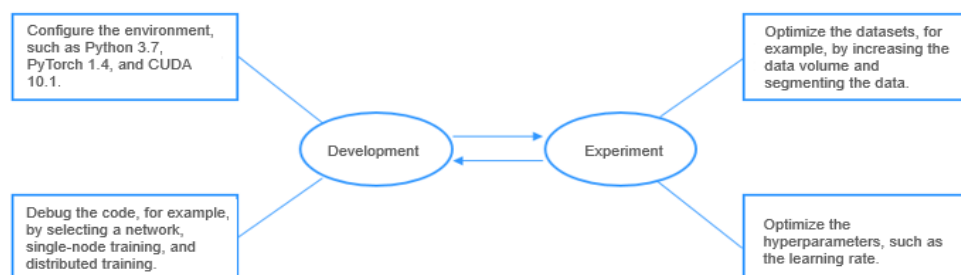 Configure the environment,
such as Python 3.7,
PyTorch 1.4, and CUDA
10.1.
Optimize the datasets, for
example, by increasing the
data volume and
segmenting the data.
Development
Experiment
Debug the code, for example,
by selecting a network,
single-node training, and
distributed training.
Optimize the
hyperparameters, such as
the learning rate.